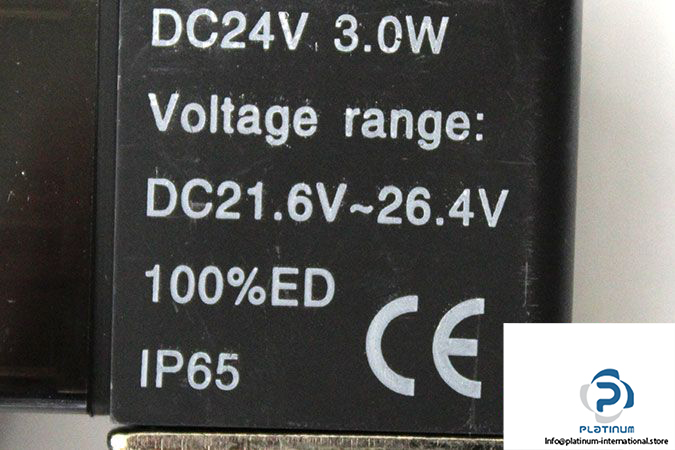 DC24V 3.0W
Voltage range:
DC21.6V~26.4V
100%ED
IP65
CE
PLATINUM
Info@platinum-international.store